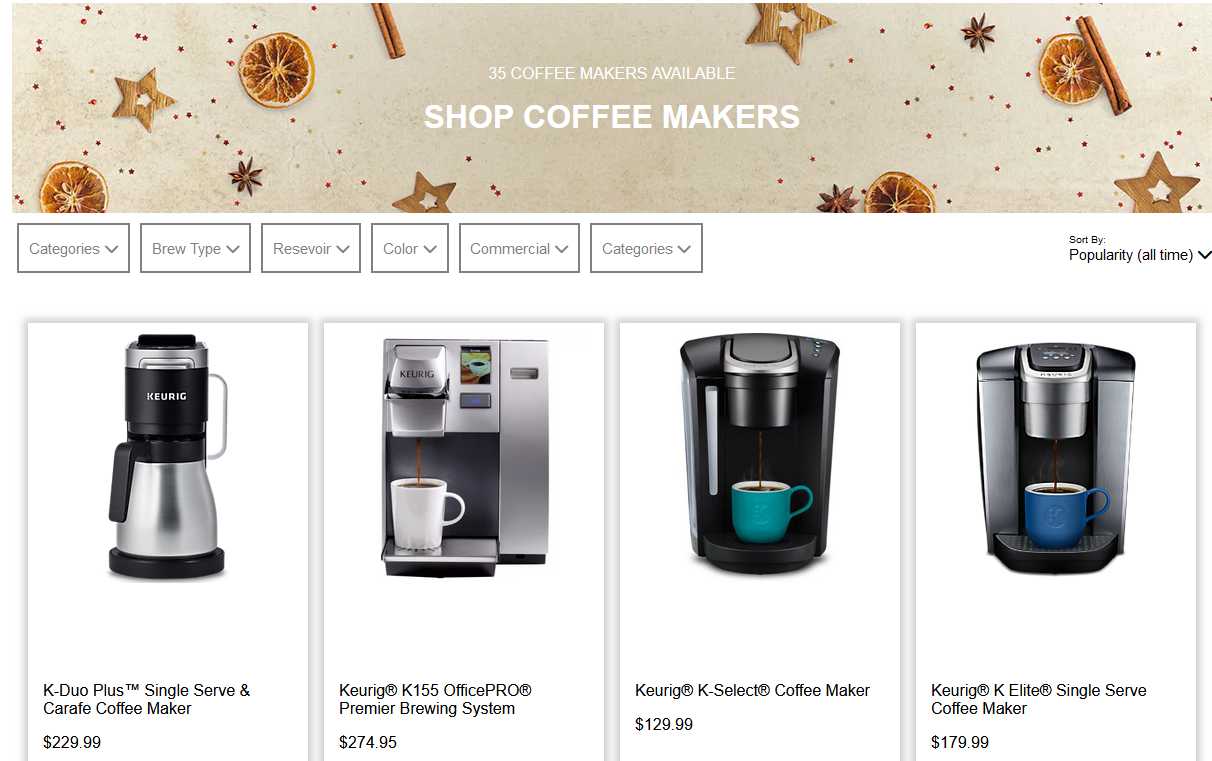 35 COFFEE MAKERS AVAILABLE
SHOP COFFEE MAKERS
Categories
Brew Type
Resevoir
Color
Commercial
Categories
Sort By:
Popularity (all time)
KEURIG
KEURIG
KEURIG
K-Duo Plus™ Single Serve &
Carafe Coffee Maker
$229.99
Keurig® K155 OfficePRO®
Premier Brewing System
$274.95
Keurig® K-Select® Coffee Maker
$129.99
Keurig® K Elite® Single Serve
Coffee Maker
$179.99